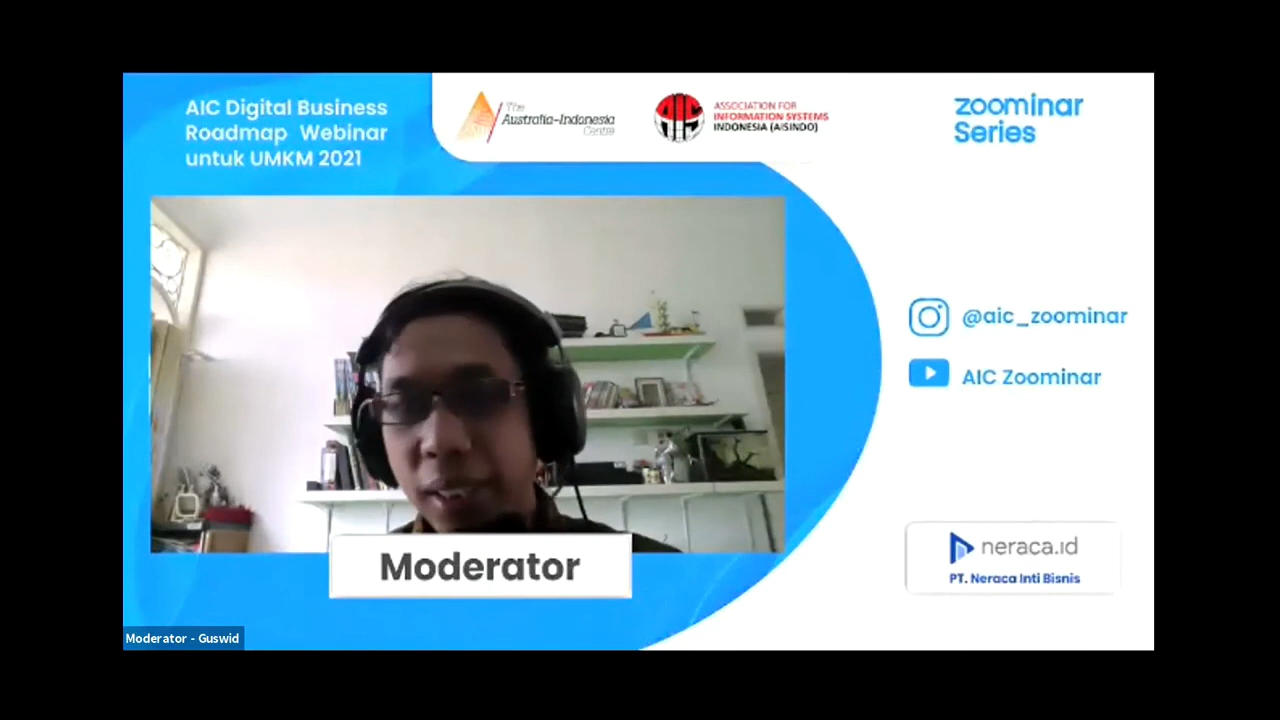 AIC Digital Business
Roadmap Webinar
untuk UMKM 2021
The
Australia-Indonesia
Centre
AIS
ASSOCIATION FOR
INFORMATION SYSTEMS
INDONESIA (AISINDO)
zoominar
Series
@aic_zoominar
AIC Zoominar
neraca.id
PT. Neraca Inti Bisnis
Moderator
Moderator - Guswid